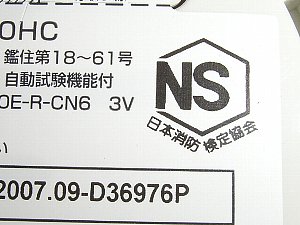 OHC
鑑住第18～61号
自動試験機能付
OE-R-CN6 3V
NS
日本消防検定協会
い
2007.09-D36976P